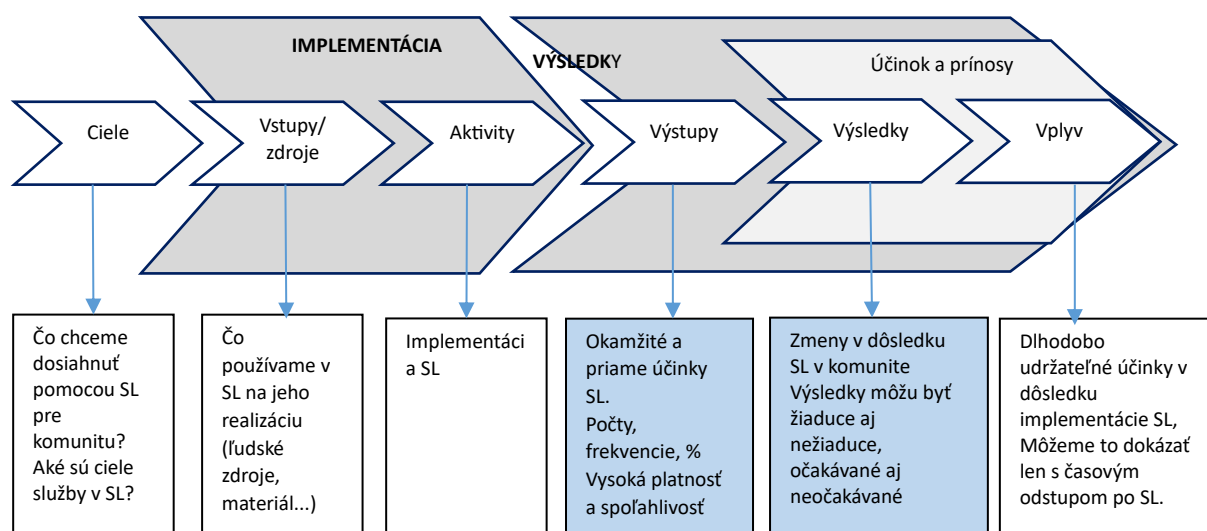 IMPLEMENTÁCIA
VÝSLEDKY
Účinok a prínosy
Ciele
Vstupy/
zdroje
Aktivity
Výstupy
Výsledky
Vplyv
Čo chceme
dosiahnuť
pomocou SL
pre
komunitu?
Aké sú ciele
služby v SL?
Čo
používame v
SL na jeho
realizáciu
(ľudské
zdroje,
materiál...)
Implementáci
a SL
Okamžité a
priame účinky
SL.
Počty,
frekvencie, %
Vysoká platnosť
a spoľahlivosť
Zmeny v dôsledku
SL v komunite
Výsledky môžu byť
žiaduce aj
nežiaduce,
očakávané aj
neočakávané
Dlhodobo
udržateľné účinky v
dôsledku
implementácie SL,
Môžeme to dokázať
len s časovým
odstupom po SL.